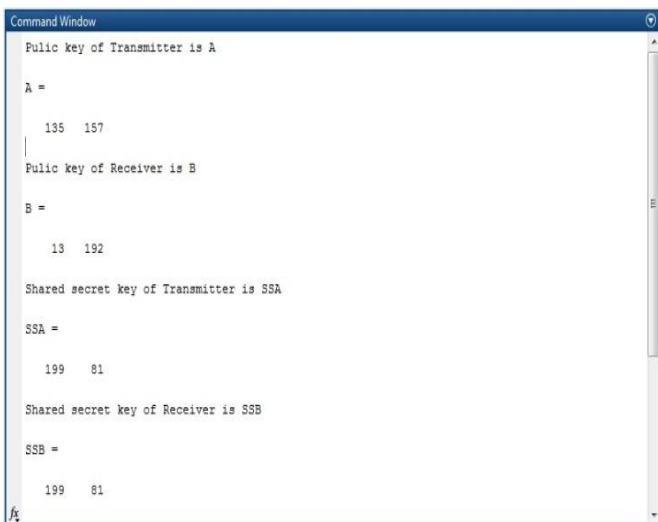 Command Window
Pulic key of Transmitter is A
A =
135 157
Pulic key of Receiver is B
B =
13 192
Shared secret key of Transmitter is SSA
SSA =
199 81
Shared secret key of Receiver is SSB
SSB =
199 81
fx